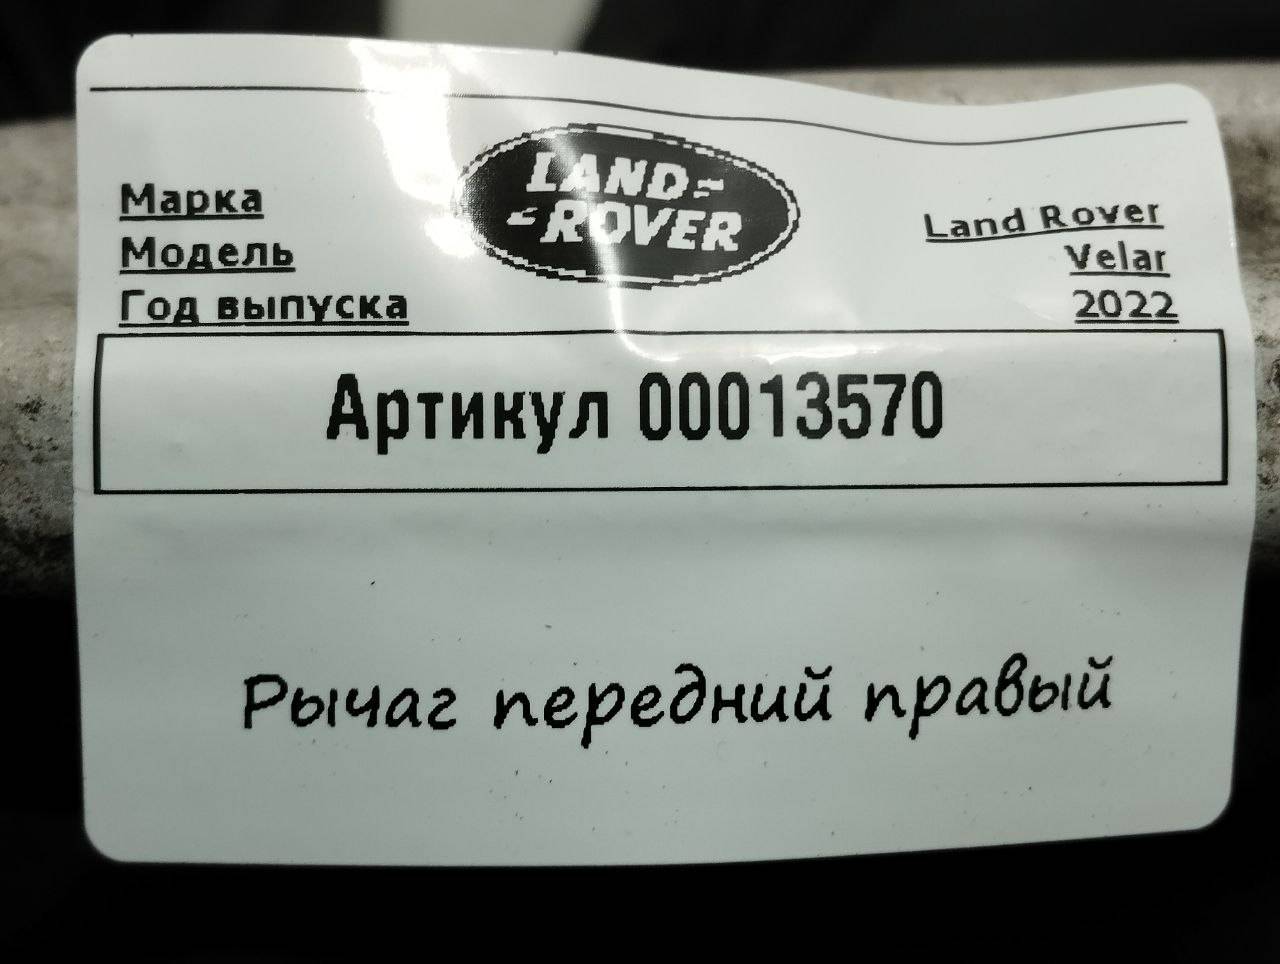 LAND-
-ROVER
Марка Land Rover
Модель Velar
Год выпуска 2022
Артикул 00013570
Рычаг передний правый